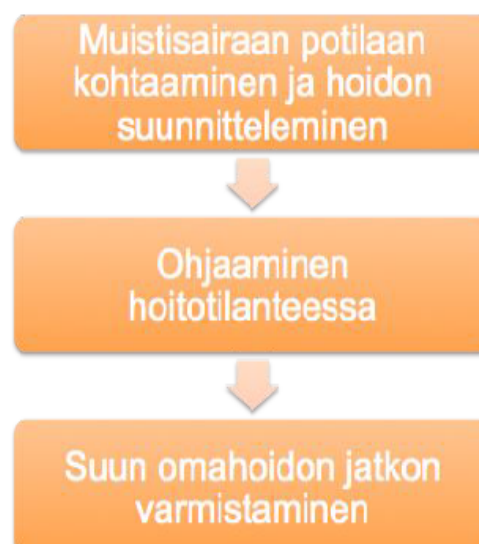 Muistisairaan potilaan
kohtaaminen ja hoidon
suunnitteleminen
Ohjaaminen
hoitotilanteessa
Suun omahoidon jatkon
varmistaminen